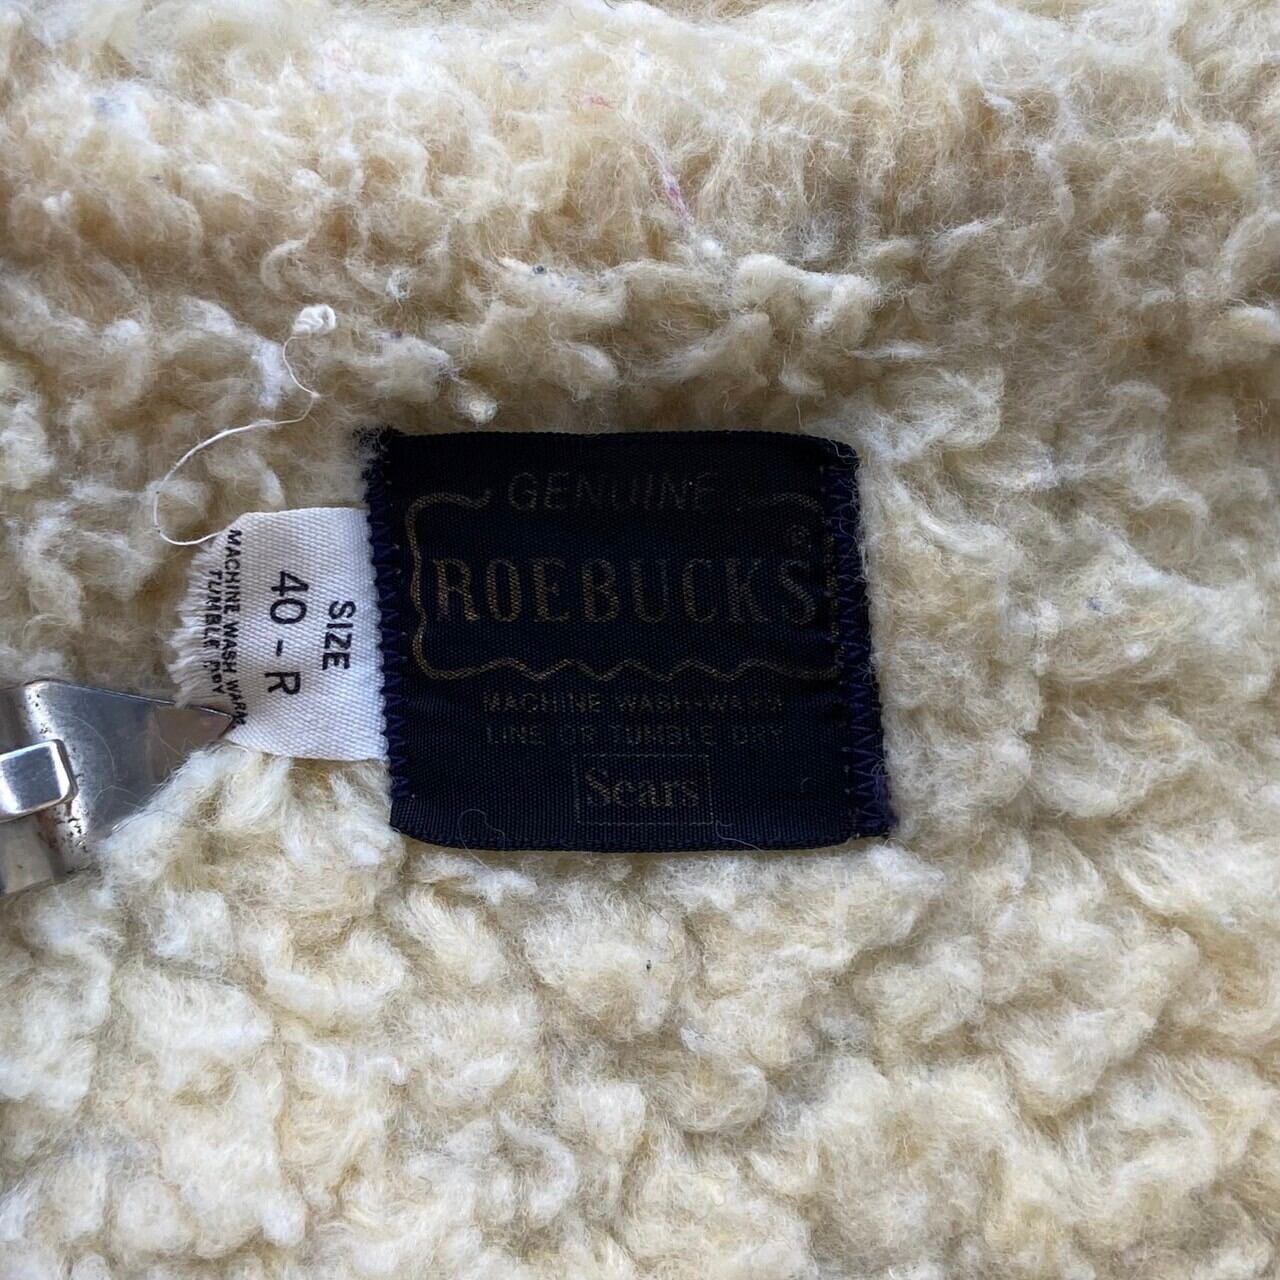 GENUINE
ROEBUCKS®
MACHINE WASH-WARM
LINE OR TUMBLE DRY
Sears
SIZE
40-R
MACHINE WASH WARM
TUMBLE DRY